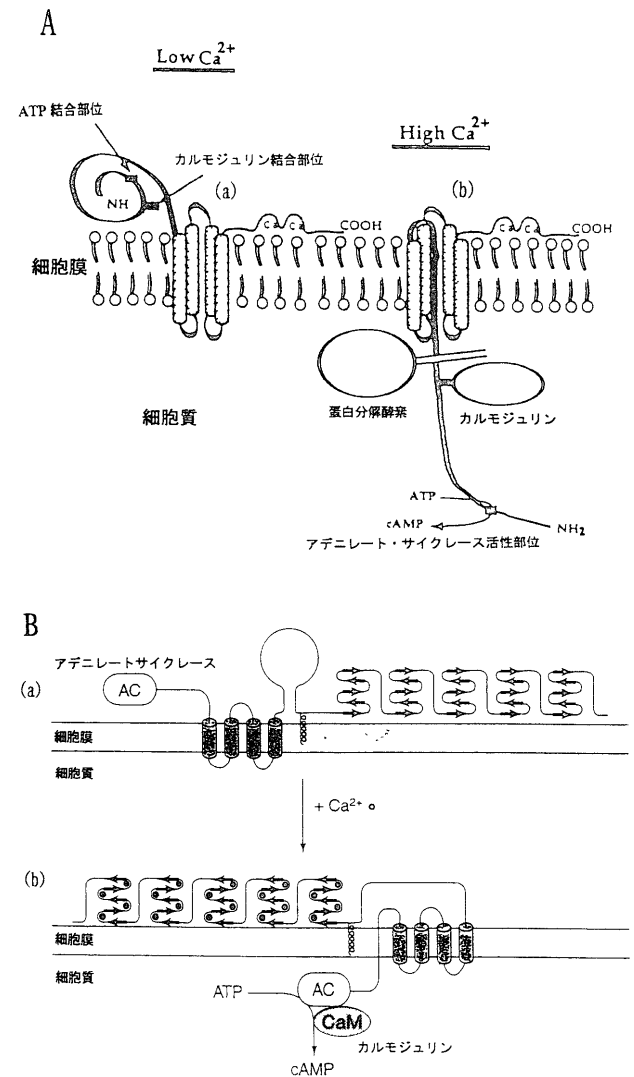 A
Low Ca2+
ATP 結合部位
カルモジュリン結合部位
High Ca2+
(a)
(b)
NH
Ca Ca
COOH
Ca Ca
COOH
細胞膜
細胞質
蛋白分解酵発
カルモジュリン
ATP
cAMP
NH2
アデニレート・サイクレース活性部位
B
アデニレートサイクレース
(a)
AC
細胞膜
細胞質
+ Ca2+
(b)
細胞膜
細胞質
ATP
AC
CaM
カルモジュリン
cAMP